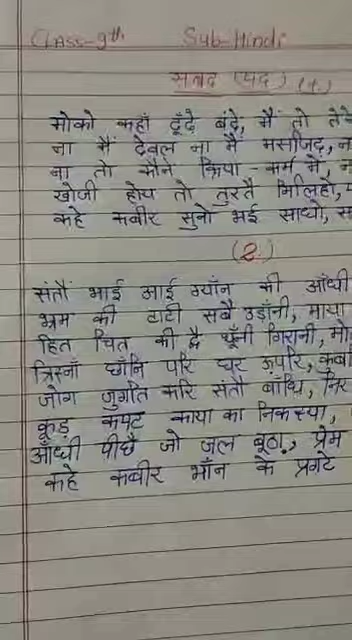 CLASS-9th Sub-Hindi
सबद (पद) (1)
मोको कहाँ ढूँढ़े बंदे, मैं तो तेरे
ना मैं देवल ना मैं मसजिद,
ना तो कौने क्रिया-कर्म में,
खोजी होय तो तुरतै मिलिहौ,
कहे कबीर सुनो भई साधो,
(2)
संतौ भाई आई ग्याँन की आँधी
भ्रम की टाटी सबै उड़ाँनी, माया
हित चित की द्वै थूँनी गिराँनी,
त्रिस्नाँ छाँनि परि घर ऊपरि,
जोग जुगति करि संतौ बाँधी,
कूड़ कपट काया का निकस्या,
आँधी पीछै जो जल बूठा, प्रेम
कहे कबीर भाँन के प्रगटे